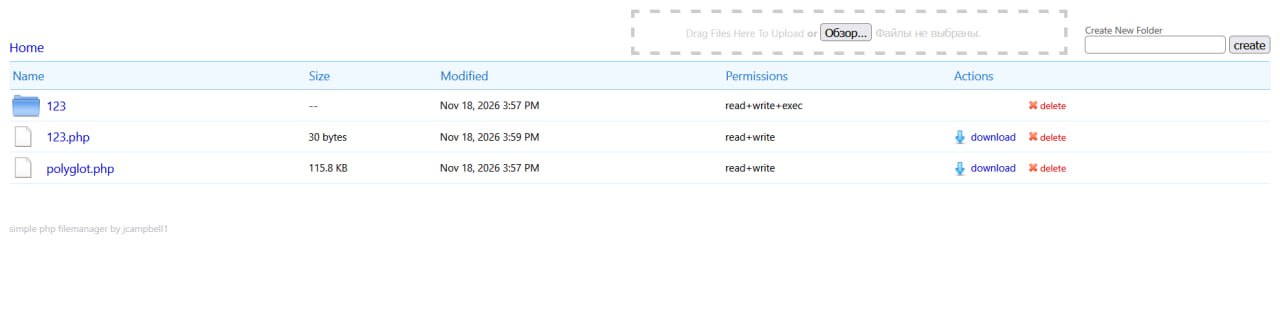 Drag Files Here To Upload or Обзор... Файлы не выбраны.
Create New Folder
Home
create
Name Size Modified Permissions Actions
123 -- Nov 18, 2026 3:57 PM read+write+exec delete
123.php 30 bytes Nov 18, 2026 3:59 PM read+write download delete
polyglot.php 115.8 KB Nov 18, 2026 3:57 PM read+write download delete
simple php filemanager by jcampbell1